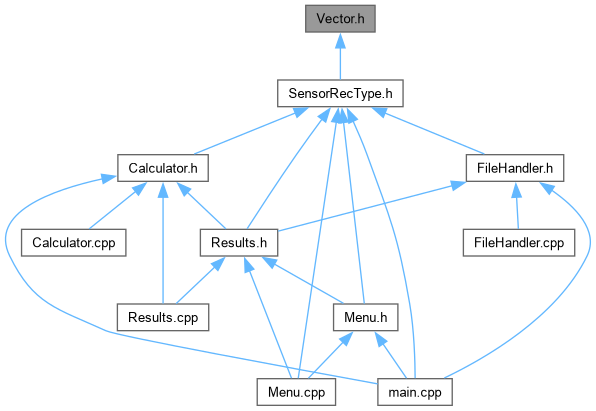 Vector.h
SensorRecType.h
Calculator.h
FileHandler.h
Calculator.cpp
Results.h
FileHandler.cpp
Results.cpp
Menu.h
Menu.cpp
main.cpp